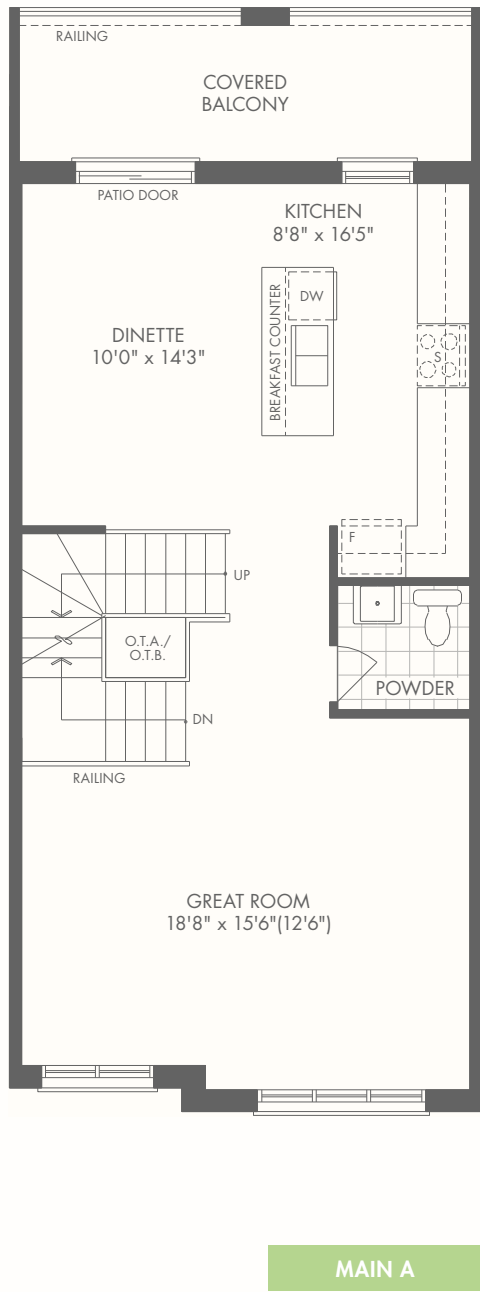 RAILING
COVERED
BALCONY
PATIO DOOR
KITCHEN
8'8" x 16'5"
DW
BREAKFAST COUNTER
DINETTE
10'0" x 14'3"
S
F
UP
O.T.A./
O.T.B.
POWDER
DN
RAILING
GREAT ROOM
18'8" x 15'6"(12'6")
MAIN A